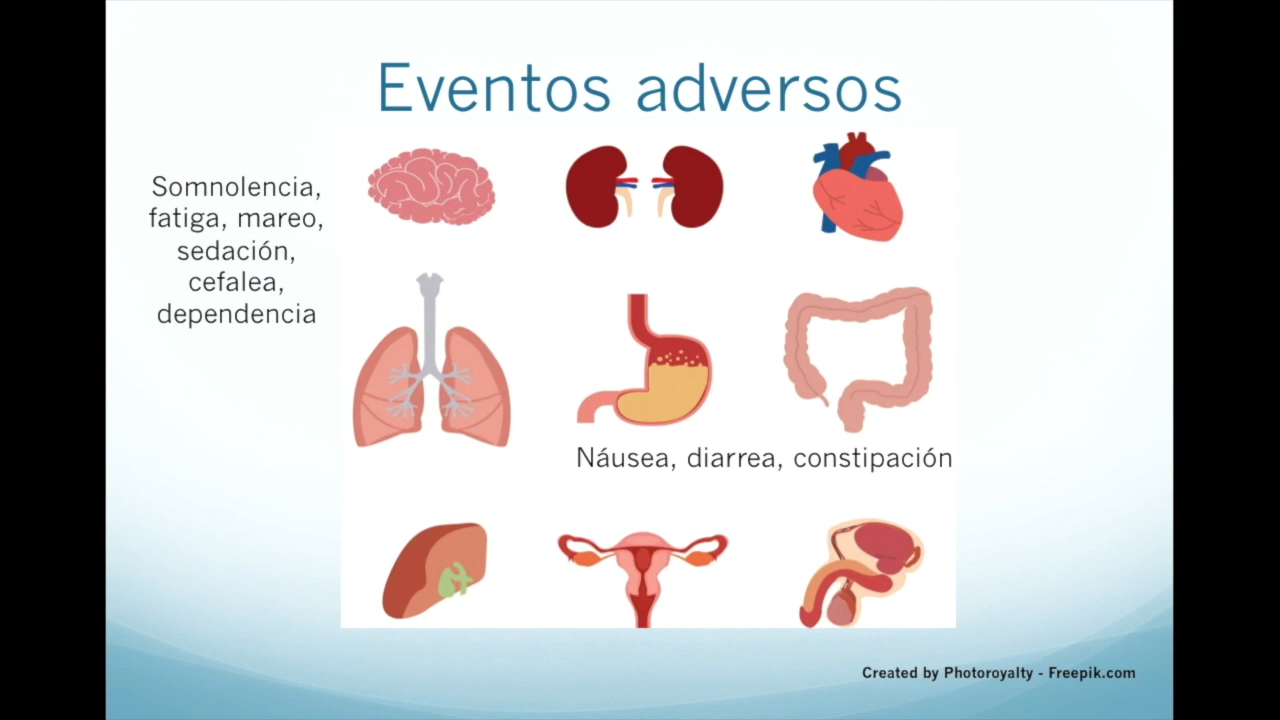 Eventos adversos
Somnolencia,
fatiga, mareo,
sedación,
cefalea,
dependencia
Náusea, diarrea, constipación
Created by Photoroyalty - Freepik.com